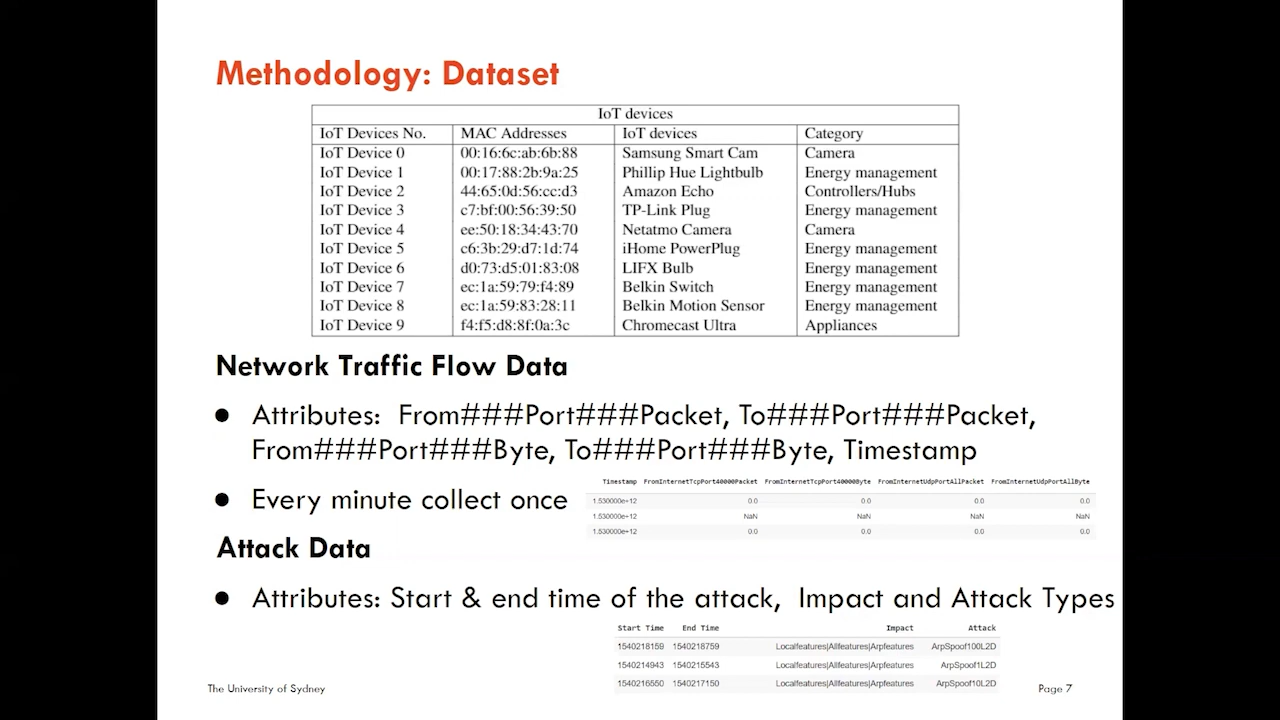 Methodology: Dataset
IoT devices
IoT Devices No. MAC Addresses IoT devices Category
IoT Device 0 00:16:6c:ab:6b:88 Samsung Smart Cam Camera
IoT Device 1 00:17:88:2b:9a:25 Phillip Hue Lightbulb Energy management
IoT Device 2 44:65:0d:56:cc:d3 Amazon Echo Controllers/Hubs
IoT Device 3 c7:bf:00:56:39:50 TP-Link Plug Energy management
IoT Device 4 ee:50:18:34:43:70 Netatmo Camera Camera
IoT Device 5 c6:3b:29:d7:1d:74 iHome PowerPlug Energy management
IoT Device 6 d0:73:d5:01:83:08 LIFX Bulb Energy management
IoT Device 7 ec:1a:59:79:f4:89 Belkin Switch Energy management
IoT Device 8 ec:1a:59:83:28:11 Belkin Motion Sensor Energy management
IoT Device 9 f4:f5:d8:8f:0a:3c Chromecast Ultra Appliances
Network Traffic Flow Data
● Attributes: From###Port###Packet, To###Port###Packet,
From###Port###Byte, To###Port###Byte, Timestamp
● Every minute collect once
Timestamp FromInternetTcpPort40000Packet FromInternetTcpPort40000Byte FromInternetUdpPortAllPacket FromInternetUdpPortAllByte
1.530000e+12 0.0 0.0 0.0 0.0
1.530000e+12 NaN NaN NaN NaN
1.530000e+12 0.0 0.0 0.0 0.0
Attack Data
● Attributes: Start & end time of the attack, Impact and Attack Types
Start Time End Time Impact Attack
1540218159 1540218759 Localfeatures|Allfeatures|Arpfeatures ArpSpoof100L2D
1540214943 1540215543 Localfeatures|Allfeatures|Arpfeatures ArpSpoof1L2D
1540216550 1540217150 Localfeatures|Allfeatures|Arpfeatures ArpSpoof10L2D
The University of Sydney
Page 7